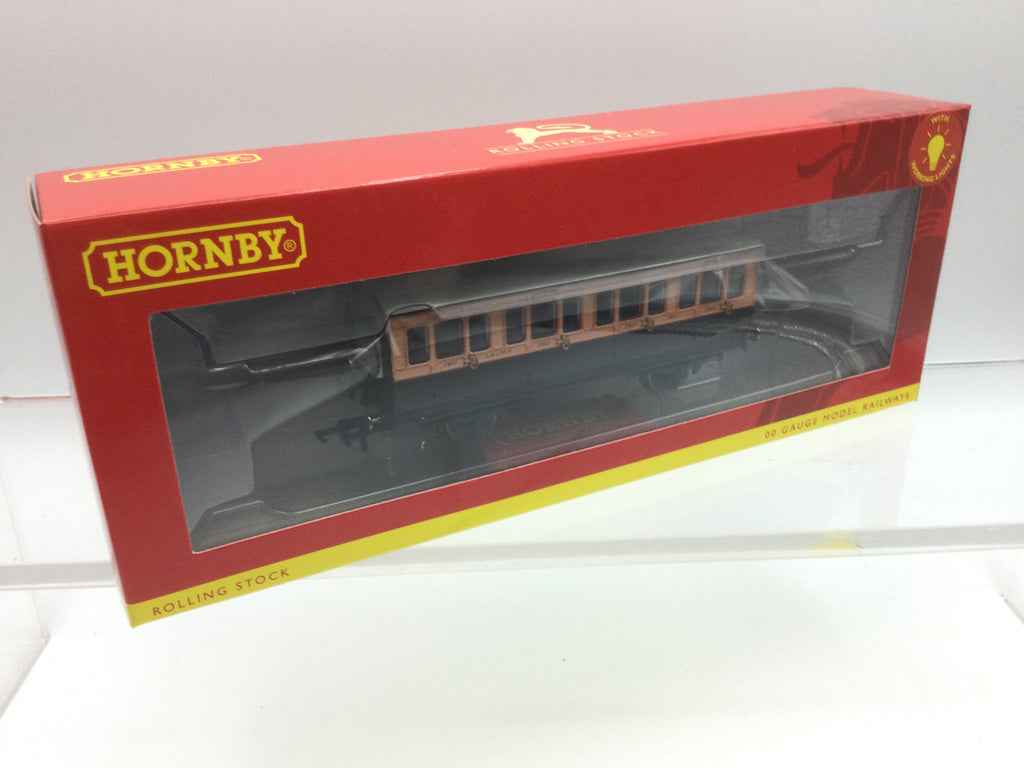 HORNBY
ROLLING STOCK
WITH
WORKING LIGHTS
HORNBY®
00 GAUGE MODEL RAILWAYS
ROLLING STOCK